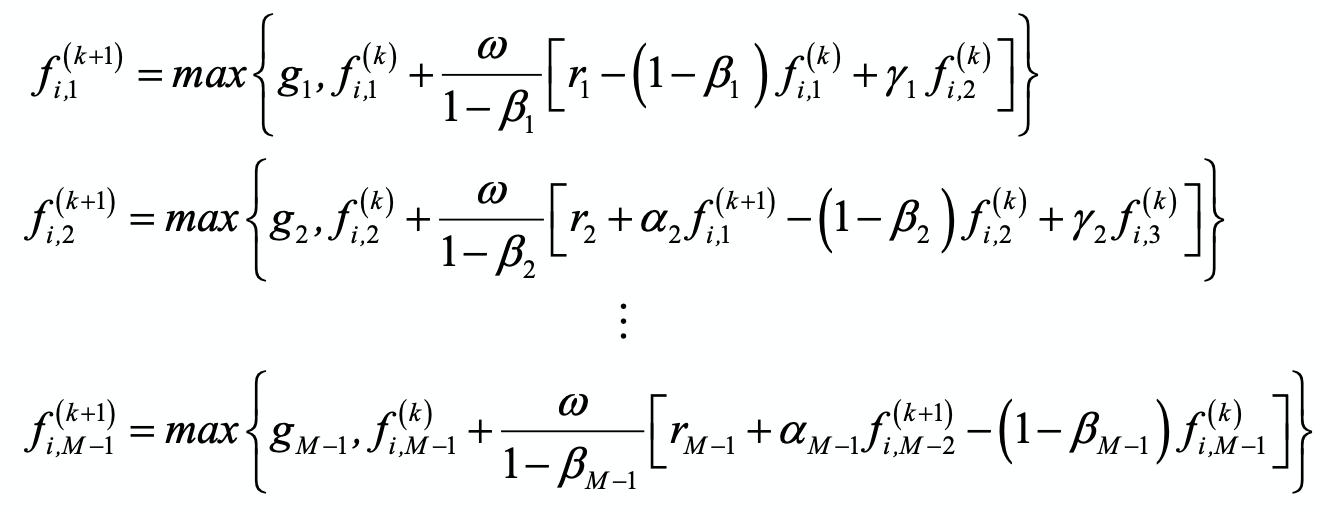 f_{i,1}^{(k+1)} = max{ g_1, f_{i,1}^{(k)} + \frac{ω}{1-β_1} [ r_1 - (1-β_1) f_{i,1}^{(k)} + γ_1 f_{i,2}^{(k)} ] }
f_{i,2}^{(k+1)} = max{ g_2, f_{i,2}^{(k)} + \frac{ω}{1-β_2} [ r_2 + α_2 f_{i,1}^{(k+1)} - (1-β_2) f_{i,2}^{(k)} + γ_2 f_{i,3}^{(k)} ] }
⋮
f_{i,M-1}^{(k+1)} = max{ g_{M-1}, f_{i,M-1}^{(k)} + \frac{ω}{1-β_{M-1}} [ r_{M-1} + α_{M-1} f_{i,M-2}^{(k+1)} - (1-β_{M-1}) f_{i,M-1}^{(k)} ] }